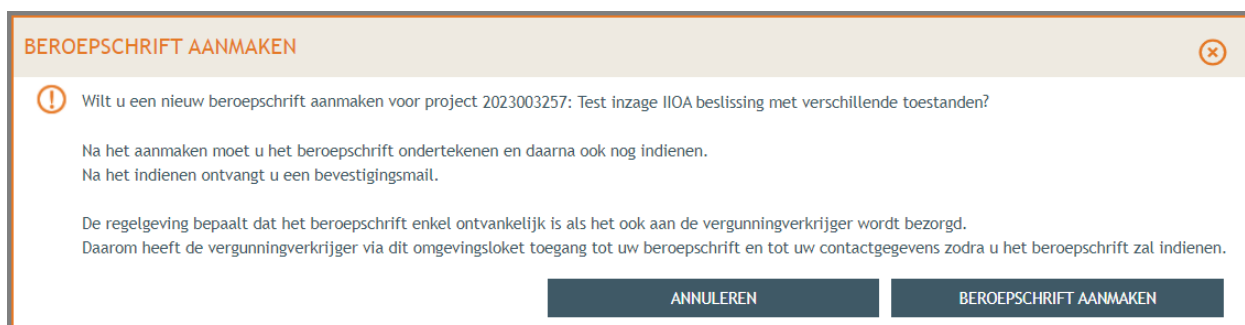 BEROEPSCHRIFT AANMAKEN
Wilt u een nieuw beroepschrift aanmaken voor project 2023003257: Test inzage IIOA beslissing met verschillende toestanden?
Na het aanmaken moet u het beroepschrift ondertekenen en daarna ook nog indienen.
Na het indienen ontvangt u een bevestigingsmail.
De regelgeving bepaalt dat het beroepschrift enkel ontvankelijk is als het ook aan de vergunningverkrijger wordt bezorgd.
Daarom heeft de vergunningverkrijger via dit omgevingsloket toegang tot uw beroepschrift en tot uw contactgegevens zodra u het beroepschrift zal indienen.
ANNULEREN
BEROEPSCHRIFT AANMAKEN